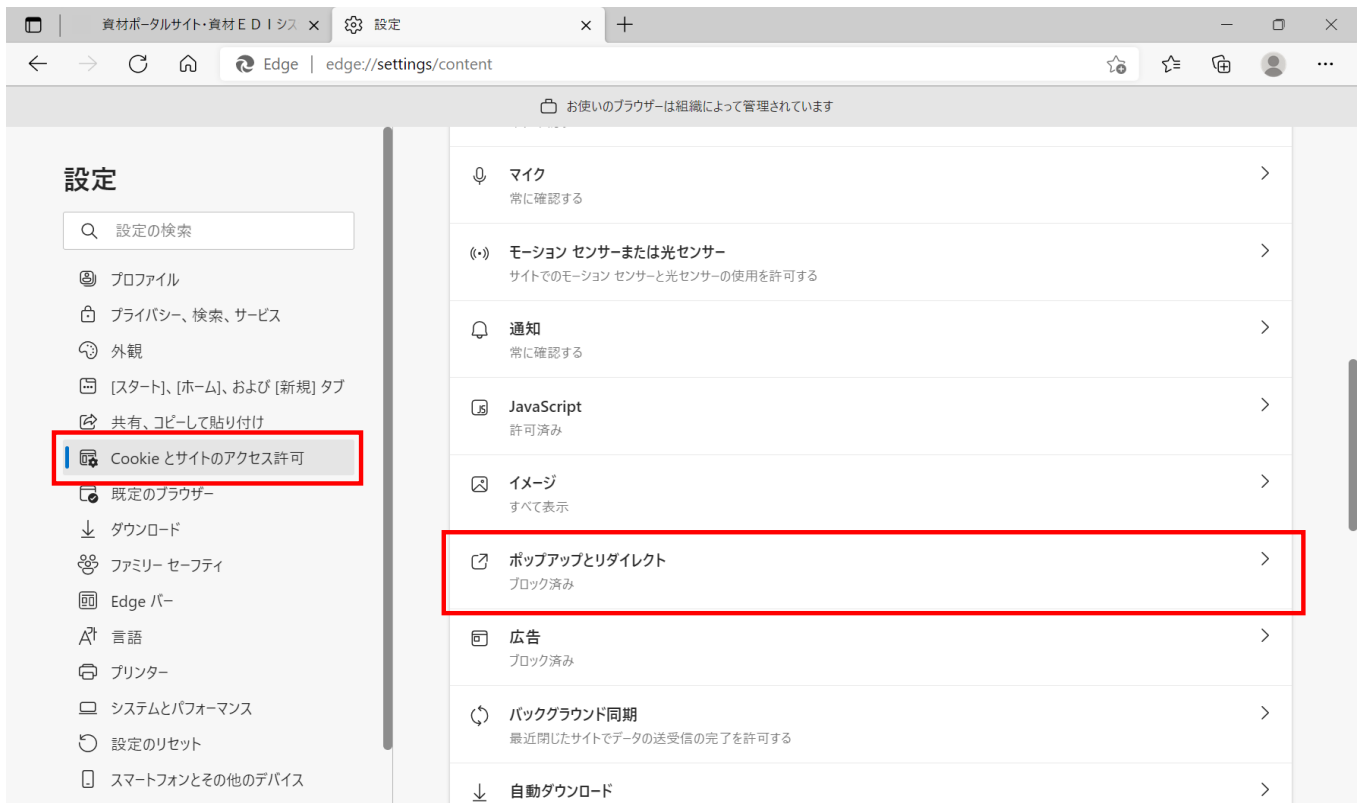 資材ポータルサイト・資材ＥＤＩシス
設定
Edge
edge://settings/content
お使いのブラウザーは組織によって管理されています
設定
設定の検索
プロファイル
プライバシー、検索、サービス
外観
[スタート]、[ホーム]、および [新規] タブ
共有、コピーして貼り付け
Cookie とサイトのアクセス許可
既定のブラウザー
ダウンロード
ファミリー セーフティ
Edge バー
言語
プリンター
システムとパフォーマンス
設定のリセット
スマートフォンとその他のデバイス
マイク
常に確認する
モーション センサーまたは光センサー
サイトでのモーション センサーと光センサーの使用を許可する
通知
常に確認する
JavaScript
許可済み
イメージ
すべて表示
ポップアップとリダイレクト
ブロック済み
広告
ブロック済み
バックグラウンド同期
最近閉じたサイトでデータの送受信の完了を許可する
自動ダウンロード